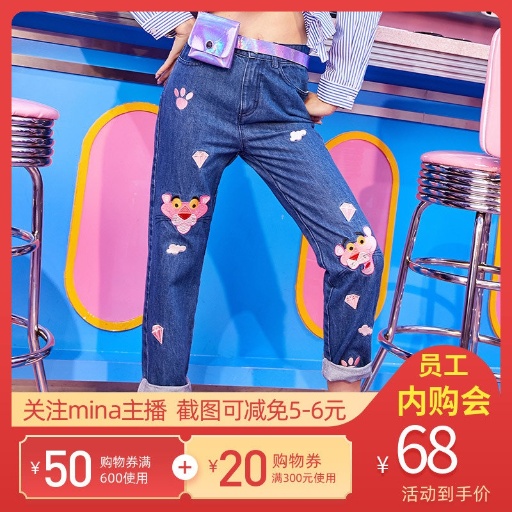 员工
内购会
关注mina主播 截图可减免5-6元
¥50 购物券满
600使用
+
¥20 购物券
满300元使用
¥68
活动到手价